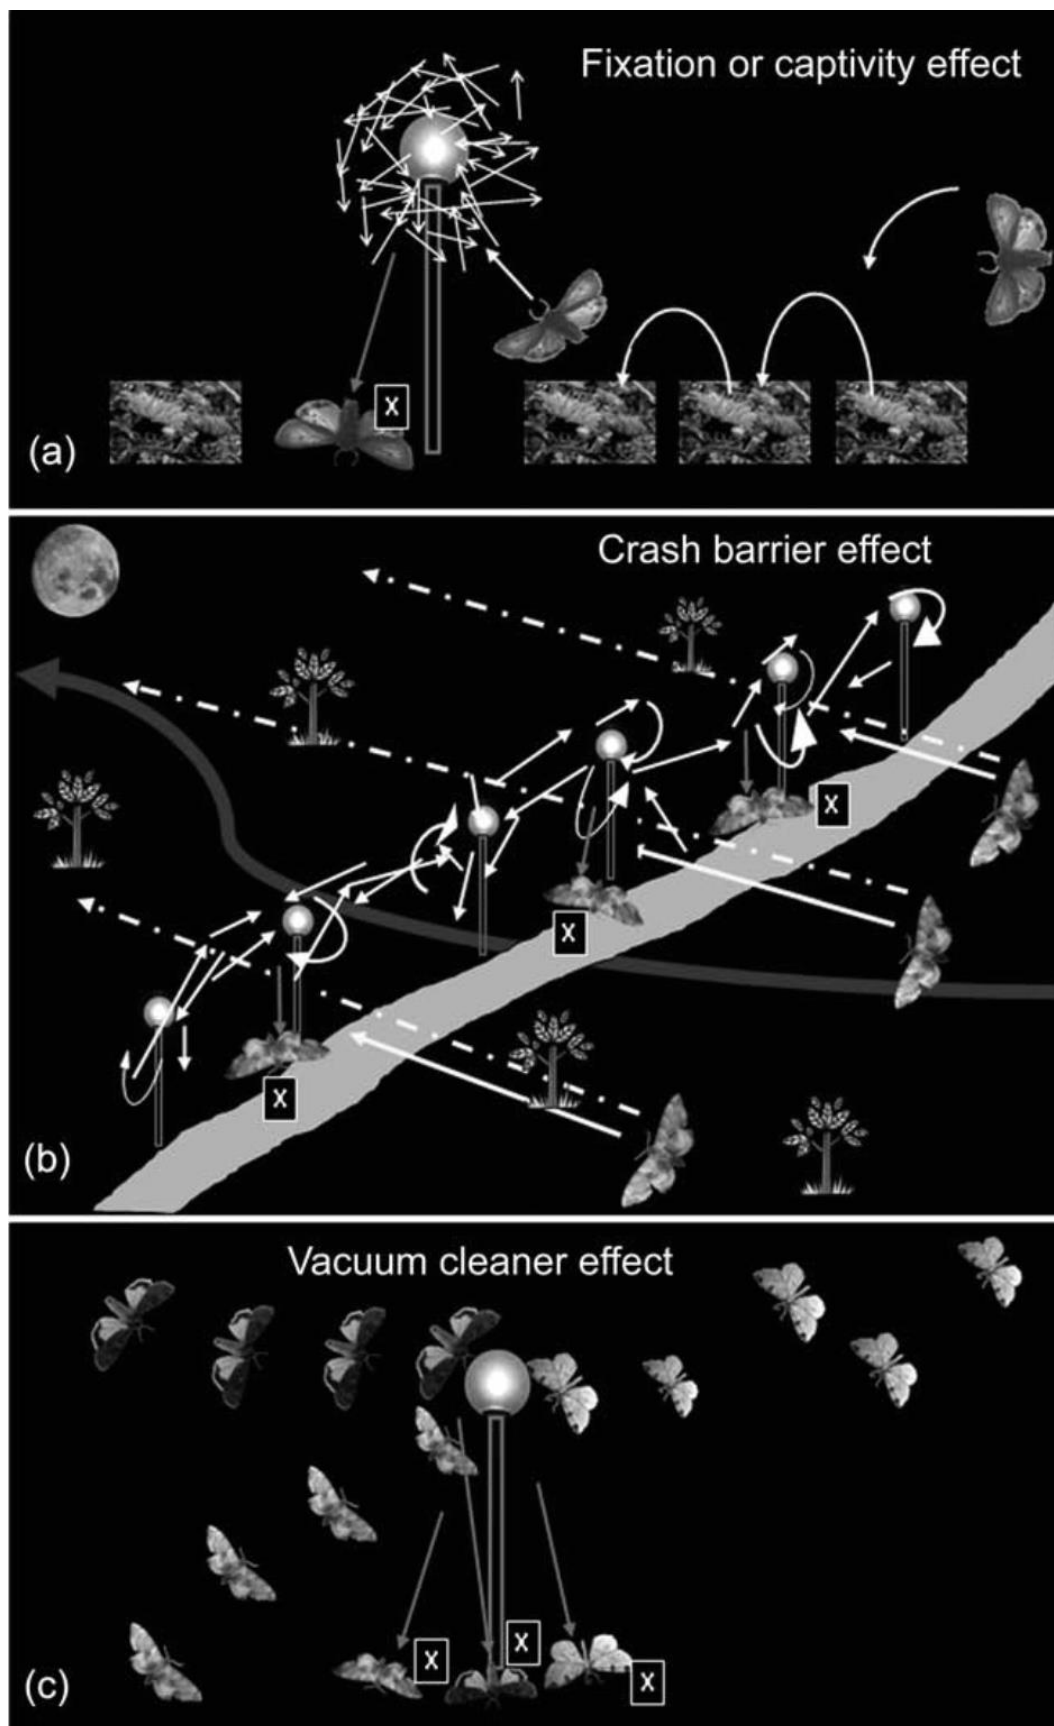 Fixation or captivity effect
X
(a)
Crash barrier effect
X
X
X
(b)
Vacuum cleaner effect
X
X
X
(c)